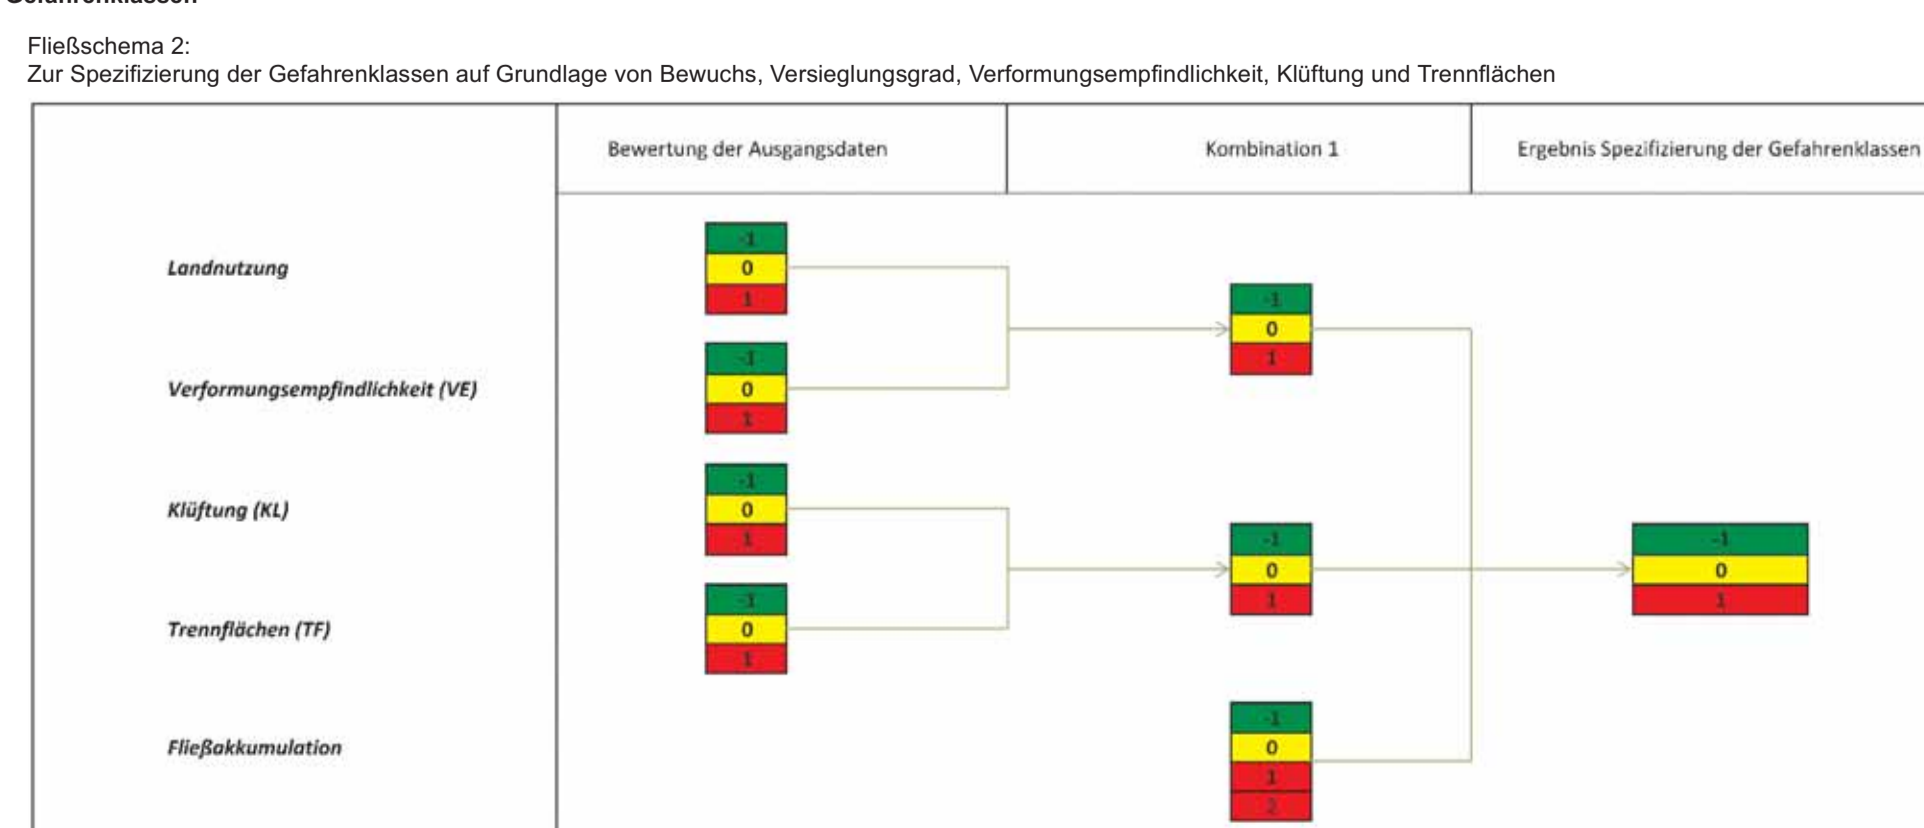 Gefahrenklassen
Fließschema 2:
Zur Spezifizierung der Gefahrenklassen auf Grundlage von Bewuchs, Versieglungsgrad, Verformungsempfindlichkeit, Klüftung und Trennflächen
Bewertung der Ausgangsdaten
Kombination 1
Ergebnis Spezifizierung der Gefahrenklassen
Landnutzung
-1
0
1
Verformungsempfindlichkeit (VE)
-1
0
1
-1
0
1
Klüftung (KL)
-1
0
1
Trennflächen (TF)
-1
0
1
-1
0
1
-1
0
1
Fließakkumulation
-1
0
1
2